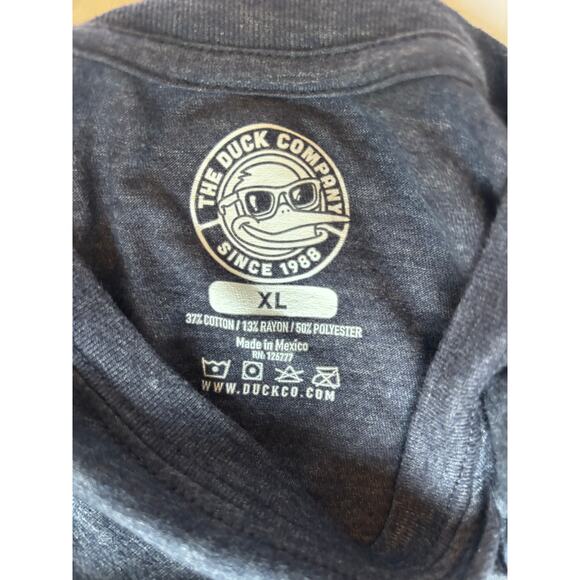 THE DUCK COMPANY
SINCE 1988
XL
37% COTTON / 13% RAYON / 50% POLYESTER
Made in Mexico
RN: 126777
WWW.DUCKCO.COM